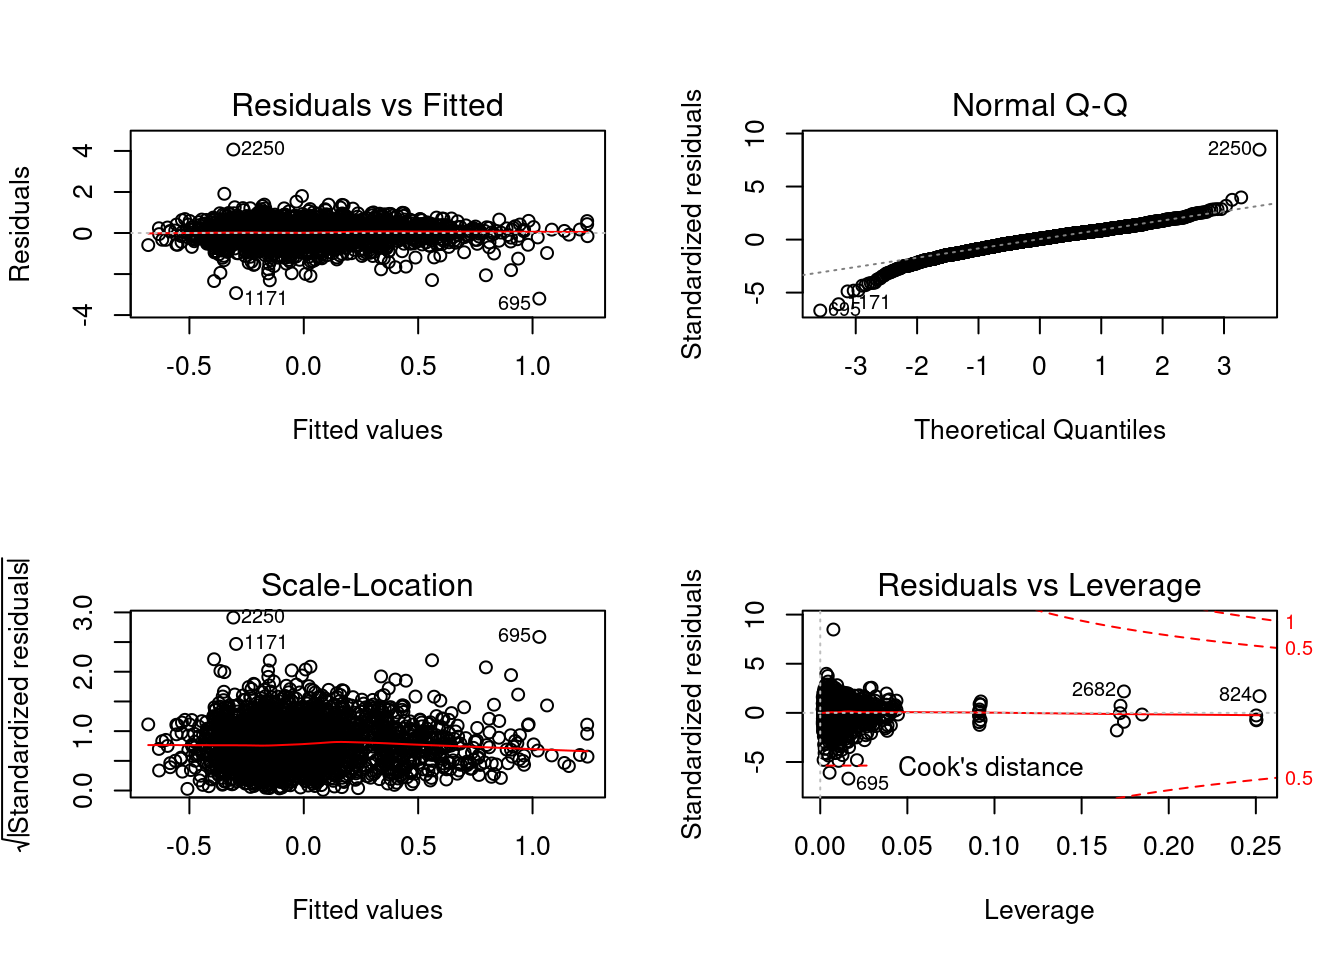 Residuals vs Fitted
Residuals
4
2
0
-4
2250
1171
695
-0.5 0.0 0.5 1.0
Fitted values
Normal Q-Q
Standardized residuals
10
5
0
-5
2250
1171
695
-3 -2 -1 0 1 2 3
Theoretical Quantiles
Scale-Location
√|Standardized residuals|
3.0
2.0
1.0
0.0
2250
1171
695
-0.5 0.0 0.5 1.0
Fitted values
Residuals vs Leverage
Standardized residuals
10
5
0
-5
1
0.5
2682
824
0.5
Cook's distance
695
0.00 0.05 0.10 0.15 0.20 0.25
Leverage